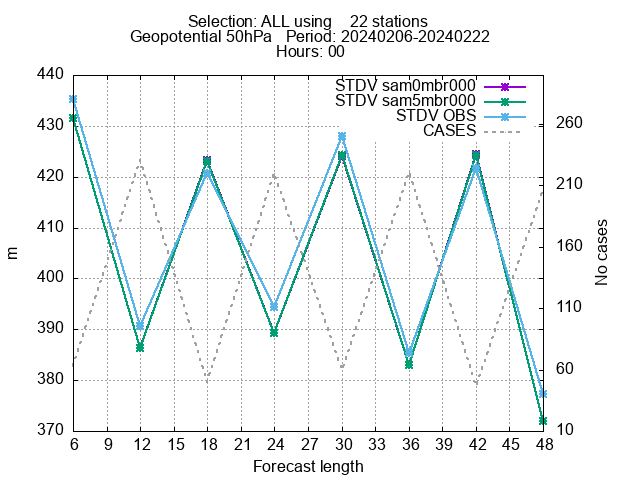 Selection: ALL using    22 stations
Geopotential 50hPa   Period: 20240206-20240222
Hours: 00
STDV sam0mbr000
STDV sam5mbr000
STDV OBS
CASES
440
430
420
410
400
390
380
370
m
260
210
160
110
60
10
No cases
6 9 12 15 18 21 24 27 30 33 36 39 42 45 48
Forecast length